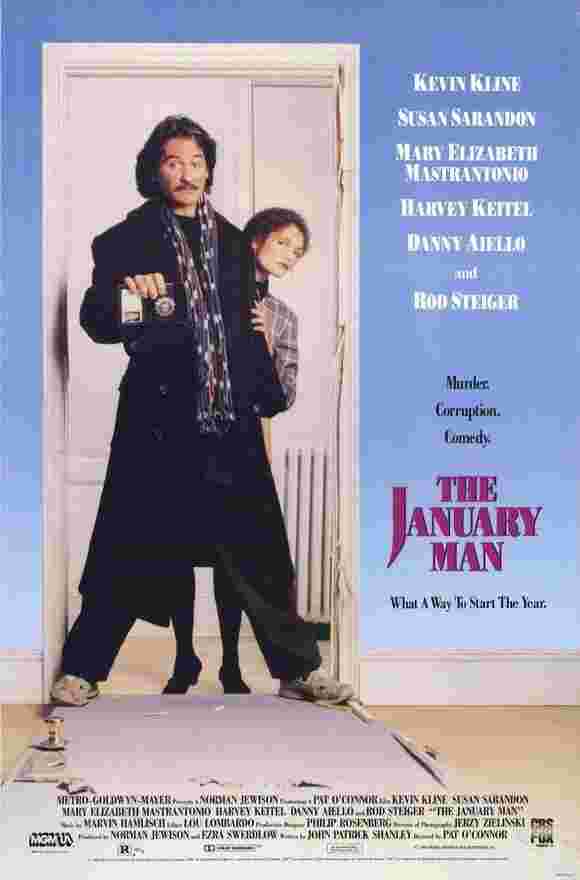 KEVIN KLINE
SUSAN SARANDON
MARY ELIZABETH
MASTRANTONIO
HARVEY KEITEL
DANNY AIELLO
and
ROD STEIGER
Murder.
Corruption.
Comedy.
THE
JANUARY
MAN
What A Way To Start The Year.
METRO-GOLDWYN-MAYER Presents A NORMAN JEWISON Production A PAT O'CONNOR Film KEVIN KLINE SUSAN SARANDON
MARY ELIZABETH MASTRANTONIO HARVEY KEITEL DANNY AIELLO and ROD STEIGER "THE JANUARY MAN"
Music by MARVIN HAMLISCH Editor LOU LOMBARDO Production Designer PHILIP ROSENBERG Director of Photography JERZY ZIELINSKI
Produced by NORMAN JEWISON and EZRA SWERDLOW Written by JOHN PATRICK SHANLEY Directed by PAT O'CONNOR
R
CBS
FOX